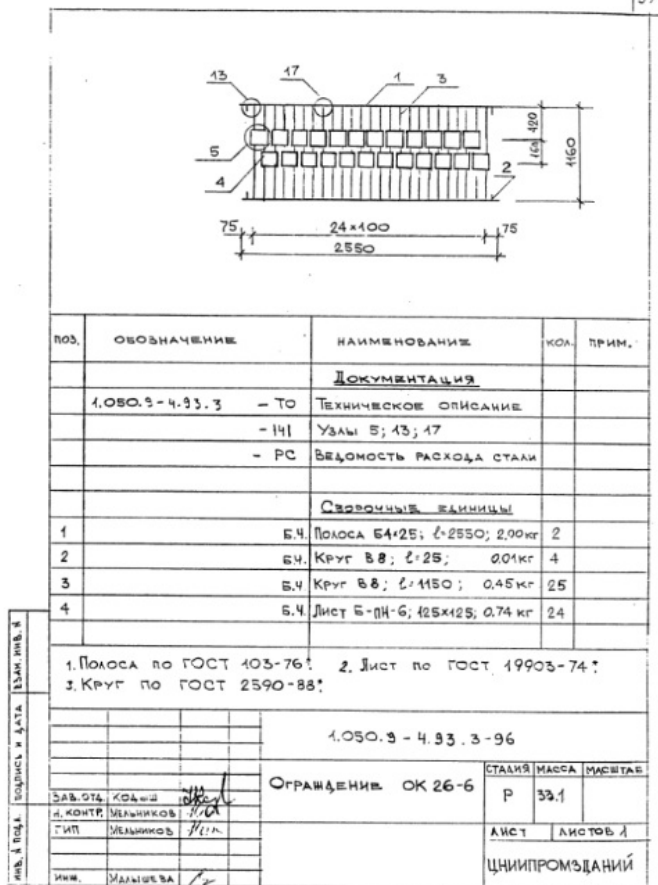 13 17 1 3
5
4
2
420
160
1160
75 24×100 75
2550
ПОЗ. ОБОЗНАЧЕНИЕ НАИМЕНОВАНИЕ КОЛ. ПРИМ.
ДОКУМЕНТАЦИЯ
1.050.9-4.93.3 - ТО ТЕХНИЧЕСКОЕ ОПИСАНИЕ
-141 УЗЛЫ 5; 13; 17
- РС ВЕДОМОСТЬ РАСХОДА СТАЛИ
СБОРОЧНЫЕ ЕДИНИЦЫ
1 Б.Ч. ПОЛОСА Б4×25; ℓ=2550; 2.00кг 2
2 Б.Ч. КРУГ В8; ℓ=25; 0.01кг 4
3 Б.Ч КРУГ В8; ℓ=1150; 0.45кг 25
4 Б.Ч. ЛИСТ Б-ПН-6; 125×125; 0.74 кг 24
1. ПОЛОСА ПО ГОСТ 103-76*. 2. ЛИСТ ПО ГОСТ 19903-74*.
3. КРУГ ПО ГОСТ 2590-88*.
1.050.9-4.93.3-96
ОГРАЖДЕНИЕ ОК 26-6
СТАДИЯ МАССА МАСШТАБ
Р 33.1
ЗАВ.ОТД. КОДЫШ
Н. КОНТР. МЕЛЬНИКОВ
ГИП МЕЛЬНИКОВ
ЛИСТ ЛИСТОВ 1
ЦНИИПРОМЗДАНИЙ
ИНЖ. МАЛЫШЕВА
ВЗАМ. ИНВ. №
ПОДПИСЬ И ДАТА
ИНВ. № ПОДЛ.